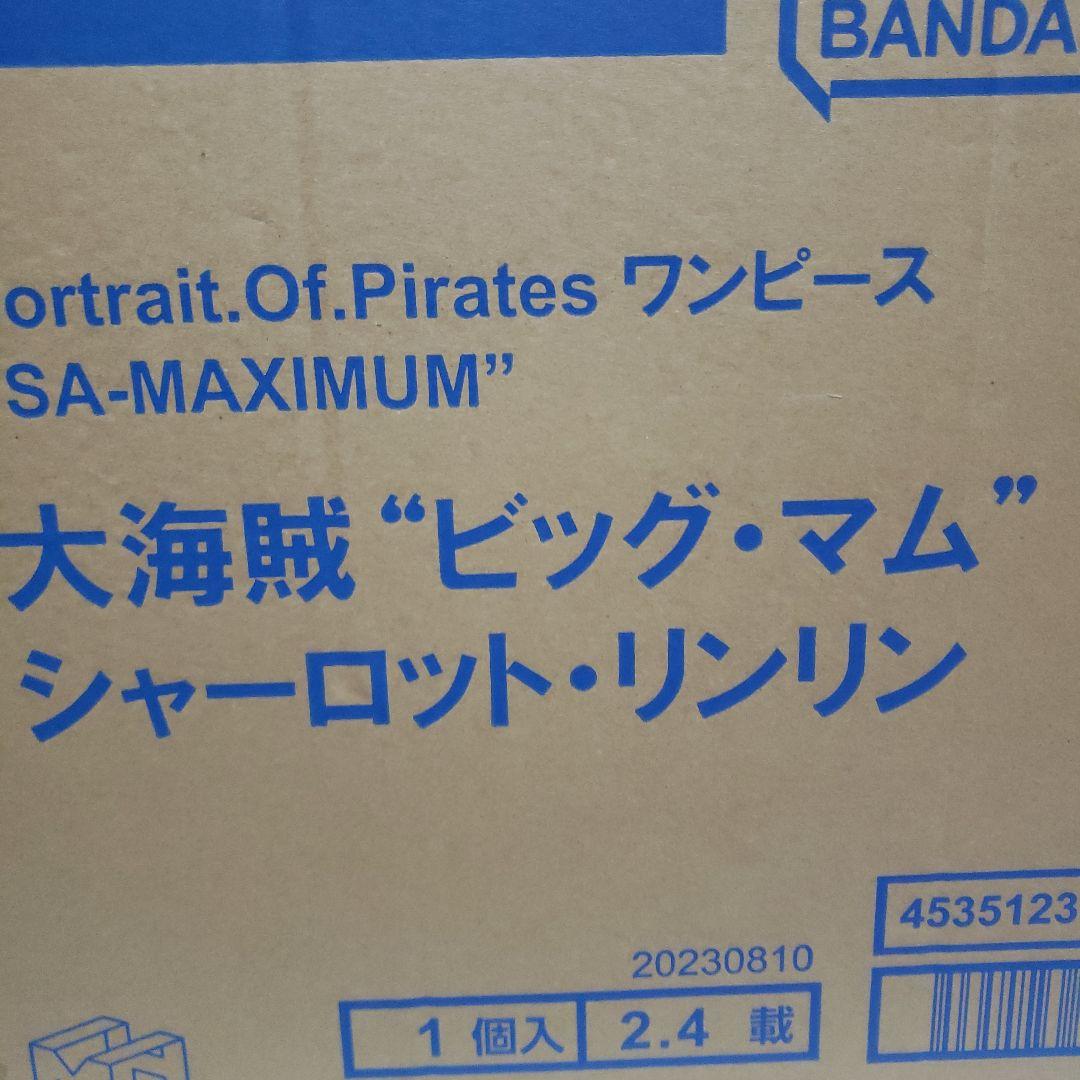 BANDA
ortrait.Of.Pirates ワンピース
SA-MAXIMUM”
大海賊 “ビッグ・マム”
シャーロット・リンリン
4535123
20230810
1 個入 2.4 載